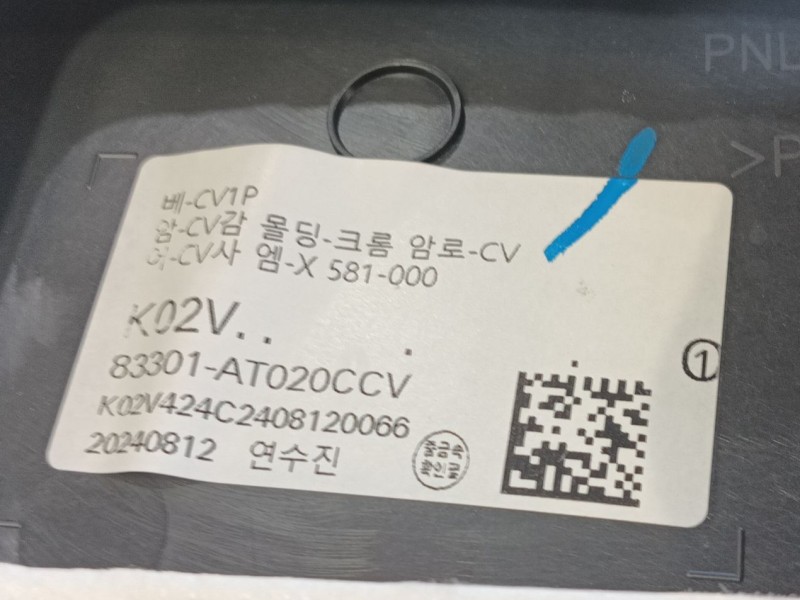 PNL
>P
베-CV1P
암-CV감 몰딩-크롬 암로-CV
어-CV사 엠-X 581-000
K02V..
.
83301-AT020CCV
①
K02V424C2408120066
20240812 연수진
중금속
확인필